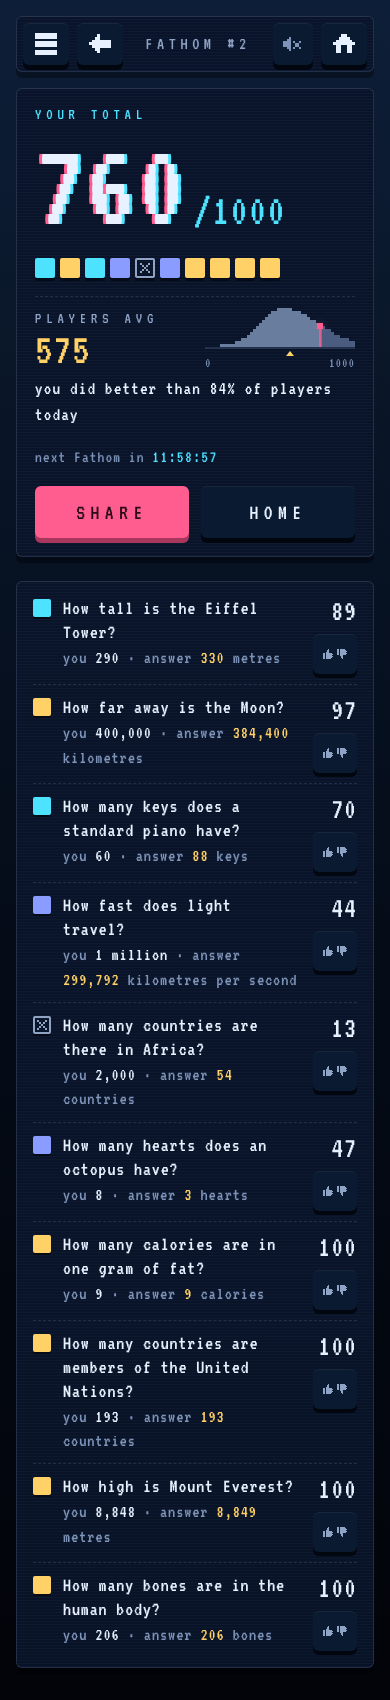 FATHOM #2
YOUR TOTAL
760/1000
PLAYERS AVG
575
0 1000
you did better than 84% of players
today
next Fathom in 11:58:57
SHARE HOME
How tall is the Eiffel 89
Tower?
you 290 · answer 330 metres
How far away is the Moon? 97
you 400,000 · answer 384,400
kilometres
How many keys does a 70
standard piano have?
you 60 · answer 88 keys
How fast does light 44
travel?
you 1 million · answer
299,792 kilometres per second
How many countries are 13
there in Africa?
you 2,000 · answer 54
countries
How many hearts does an 47
octopus have?
you 8 · answer 3 hearts
How many calories are in 100
one gram of fat?
you 9 · answer 9 calories
How many countries are 100
members of the United
Nations?
you 193 · answer 193
countries
How high is Mount Everest? 100
you 8,848 · answer 8,849
metres
How many bones are in the 100
human body?
you 206 · answer 206 bones